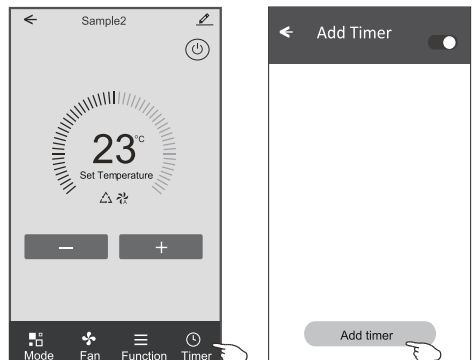 Sample2
23°C
Set Temperature
Mode Fan Function Timer
Add Timer
Add timer